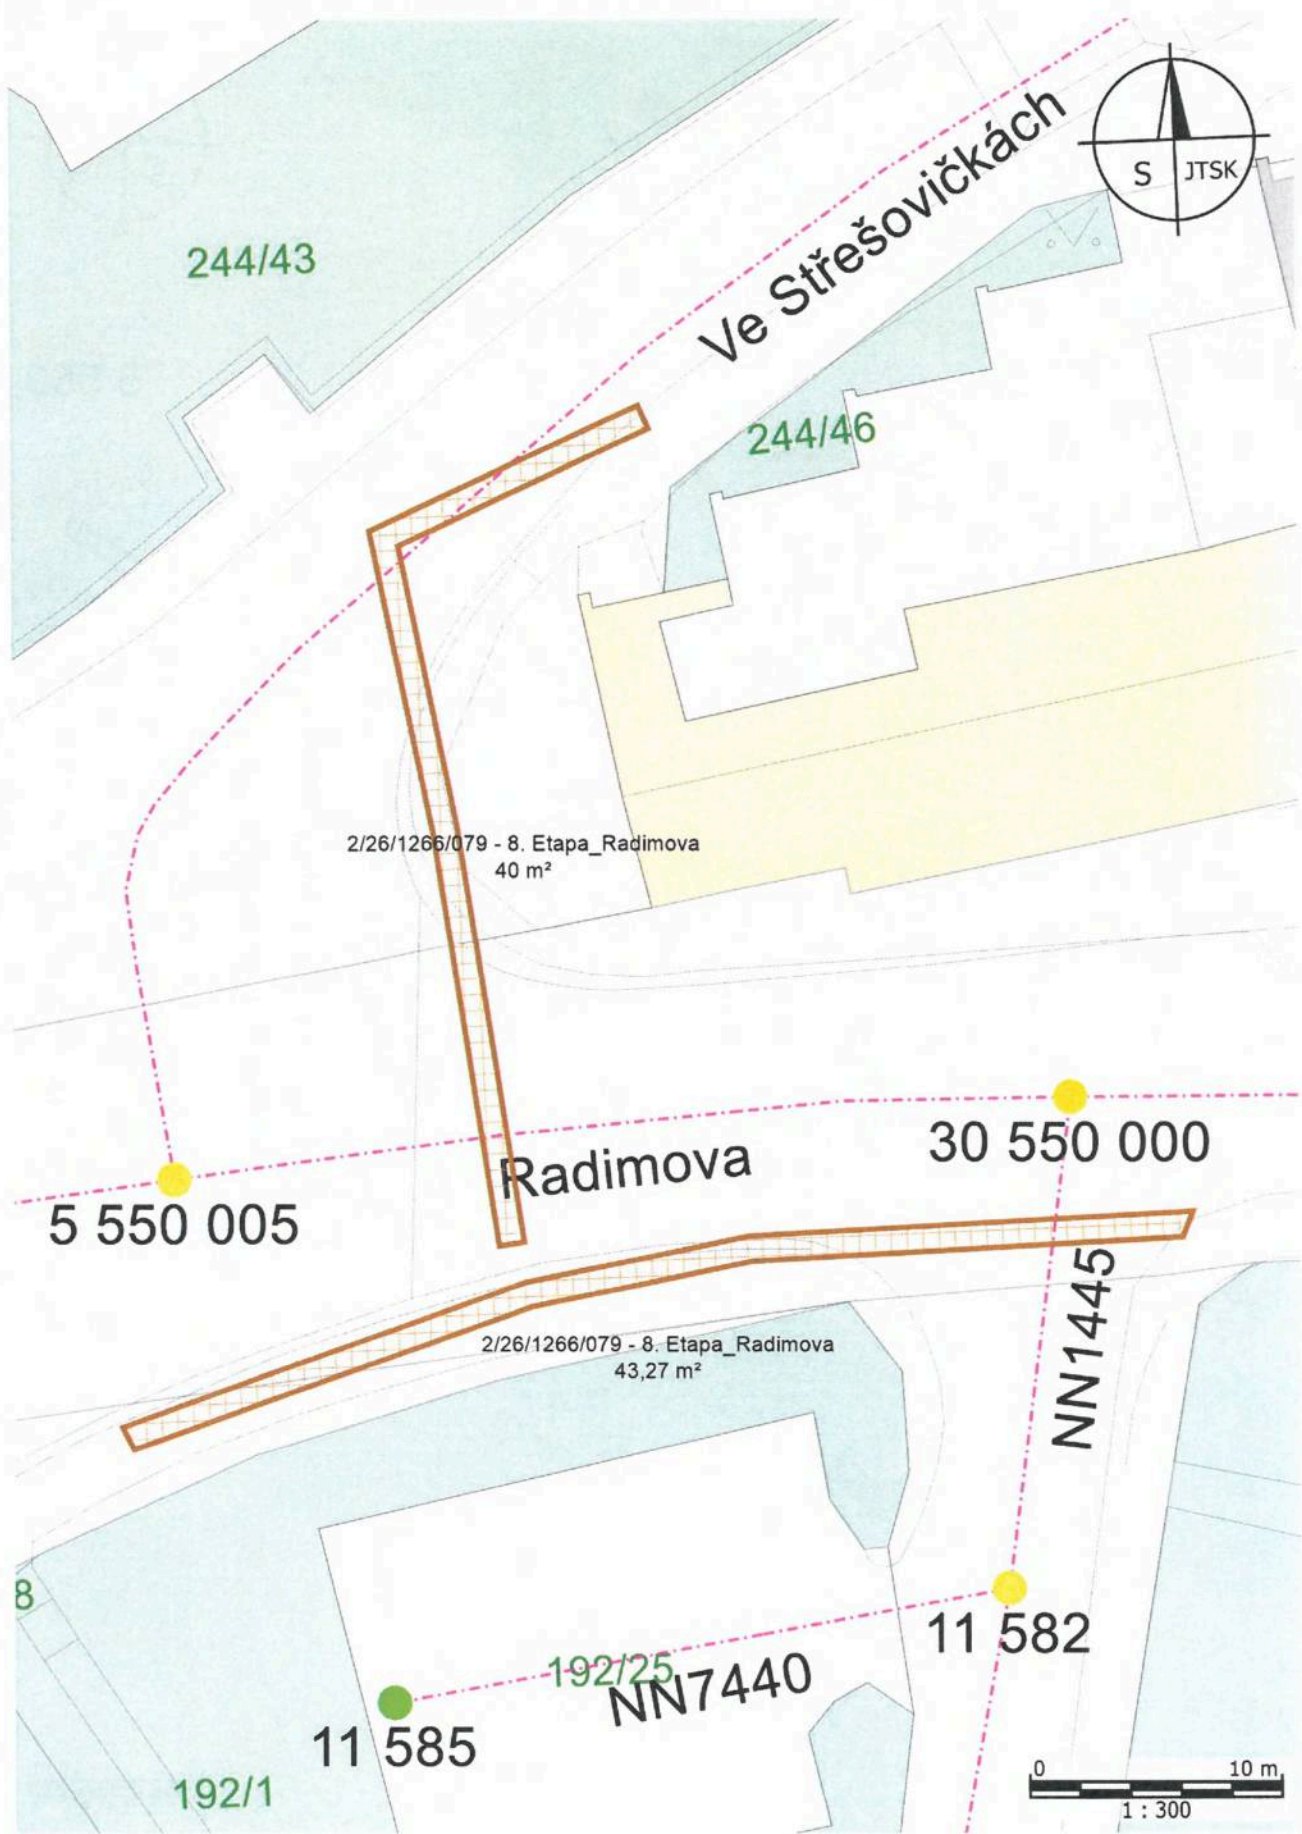 Ve Střešovičkách
S JTSK
244/43
244/46
2/26/1266/079 - 8. Etapa_Radimova
40 m²
30 550 000
Radimova
5 550 005
NN1445
2/26/1266/079 - 8. Etapa_Radimova
43,27 m²
8
11 582
192/25
NN7440
11 585
192/1
0 10 m
1 : 300